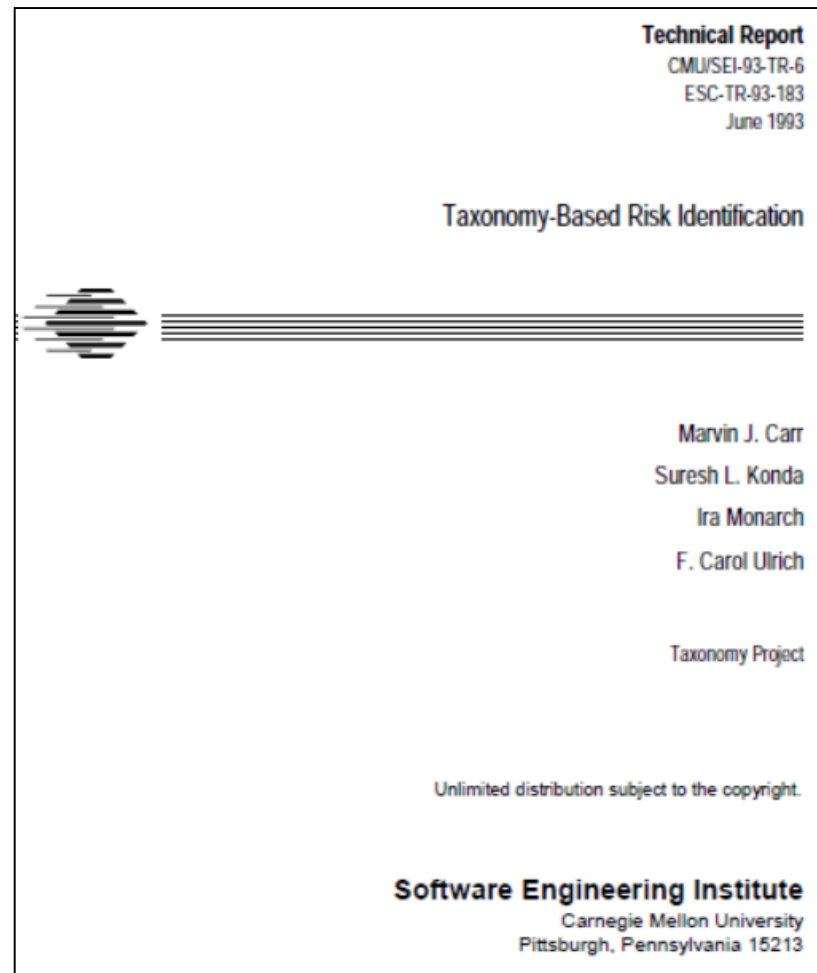 Technical Report
CMU/SEI-93-TR-6
ESC-TR-93-183
June 1993
Taxonomy-Based Risk Identification
Marvin J. Carr
Suresh L. Konda
Ira Monarch
F. Carol Ulrich
Taxonomy Project
Unlimited distribution subject to the copyright.
Software Engineering Institute
Carnegie Mellon University
Pittsburgh, Pennsylvania 15213